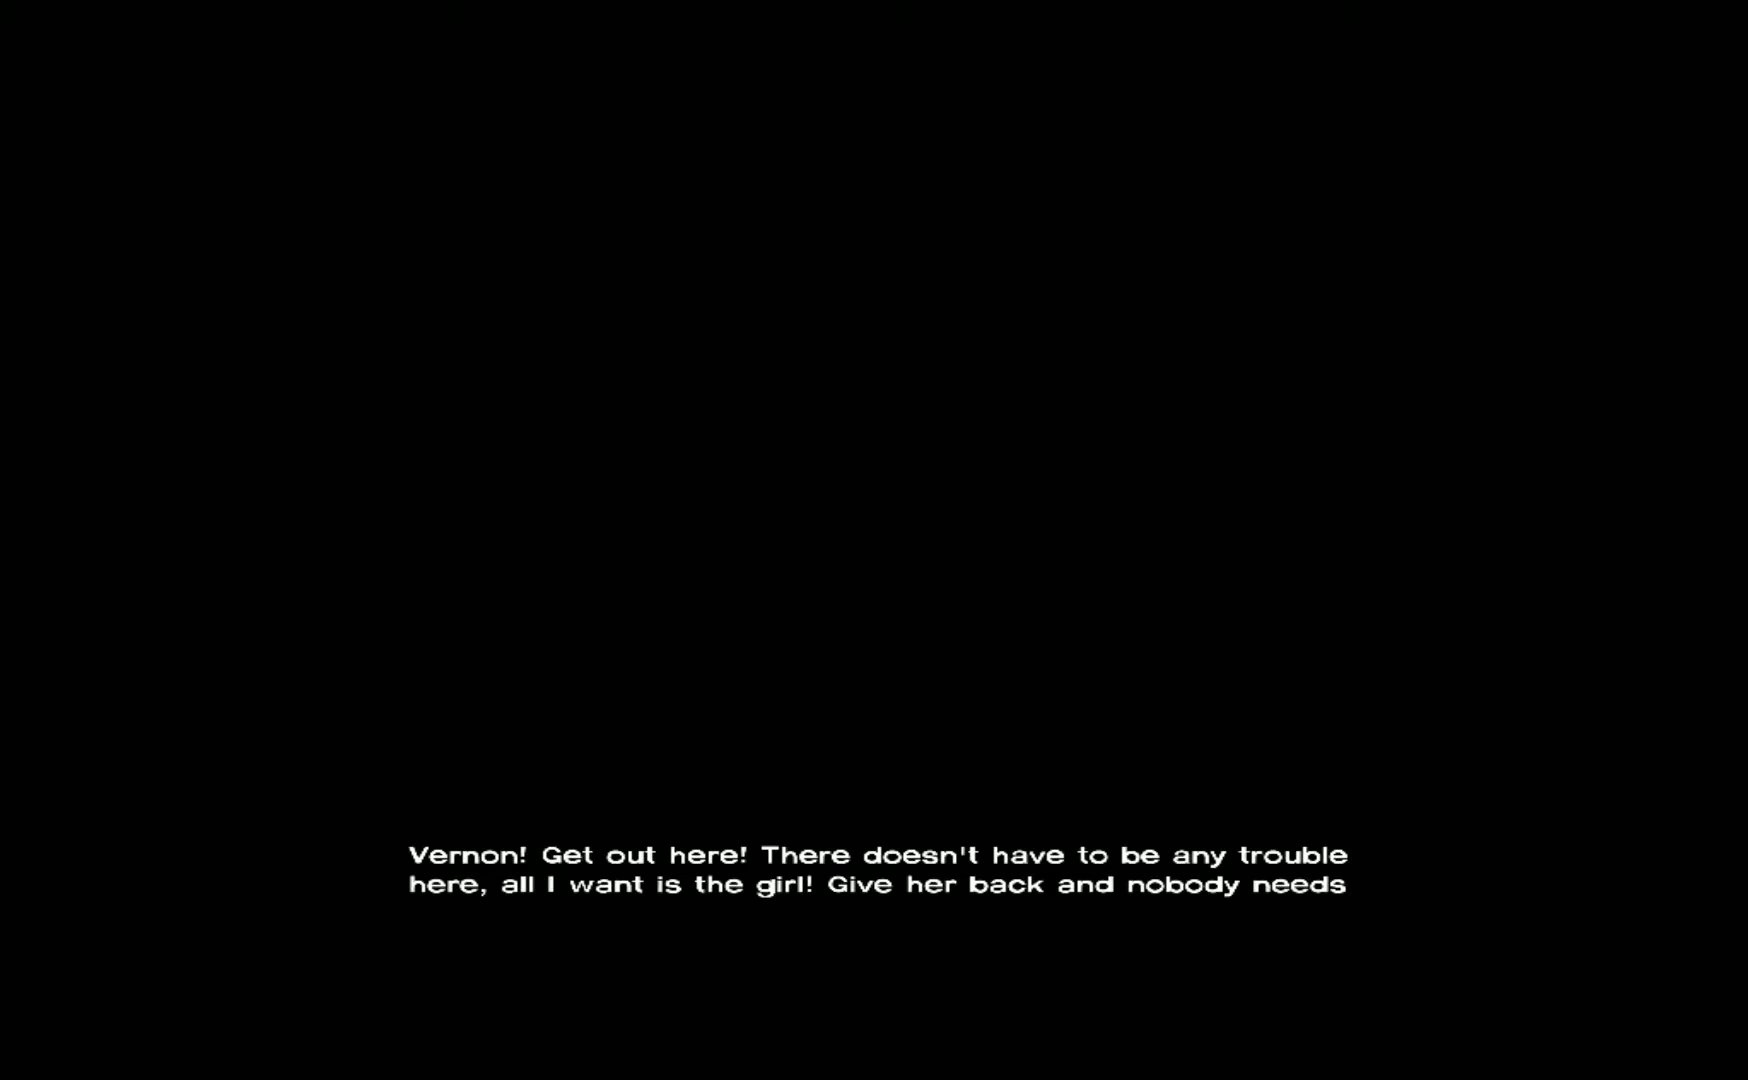 Vernon! Get out here! There doesn't have to be any trouble
here, all I want is the girl! Give her back and nobody needs